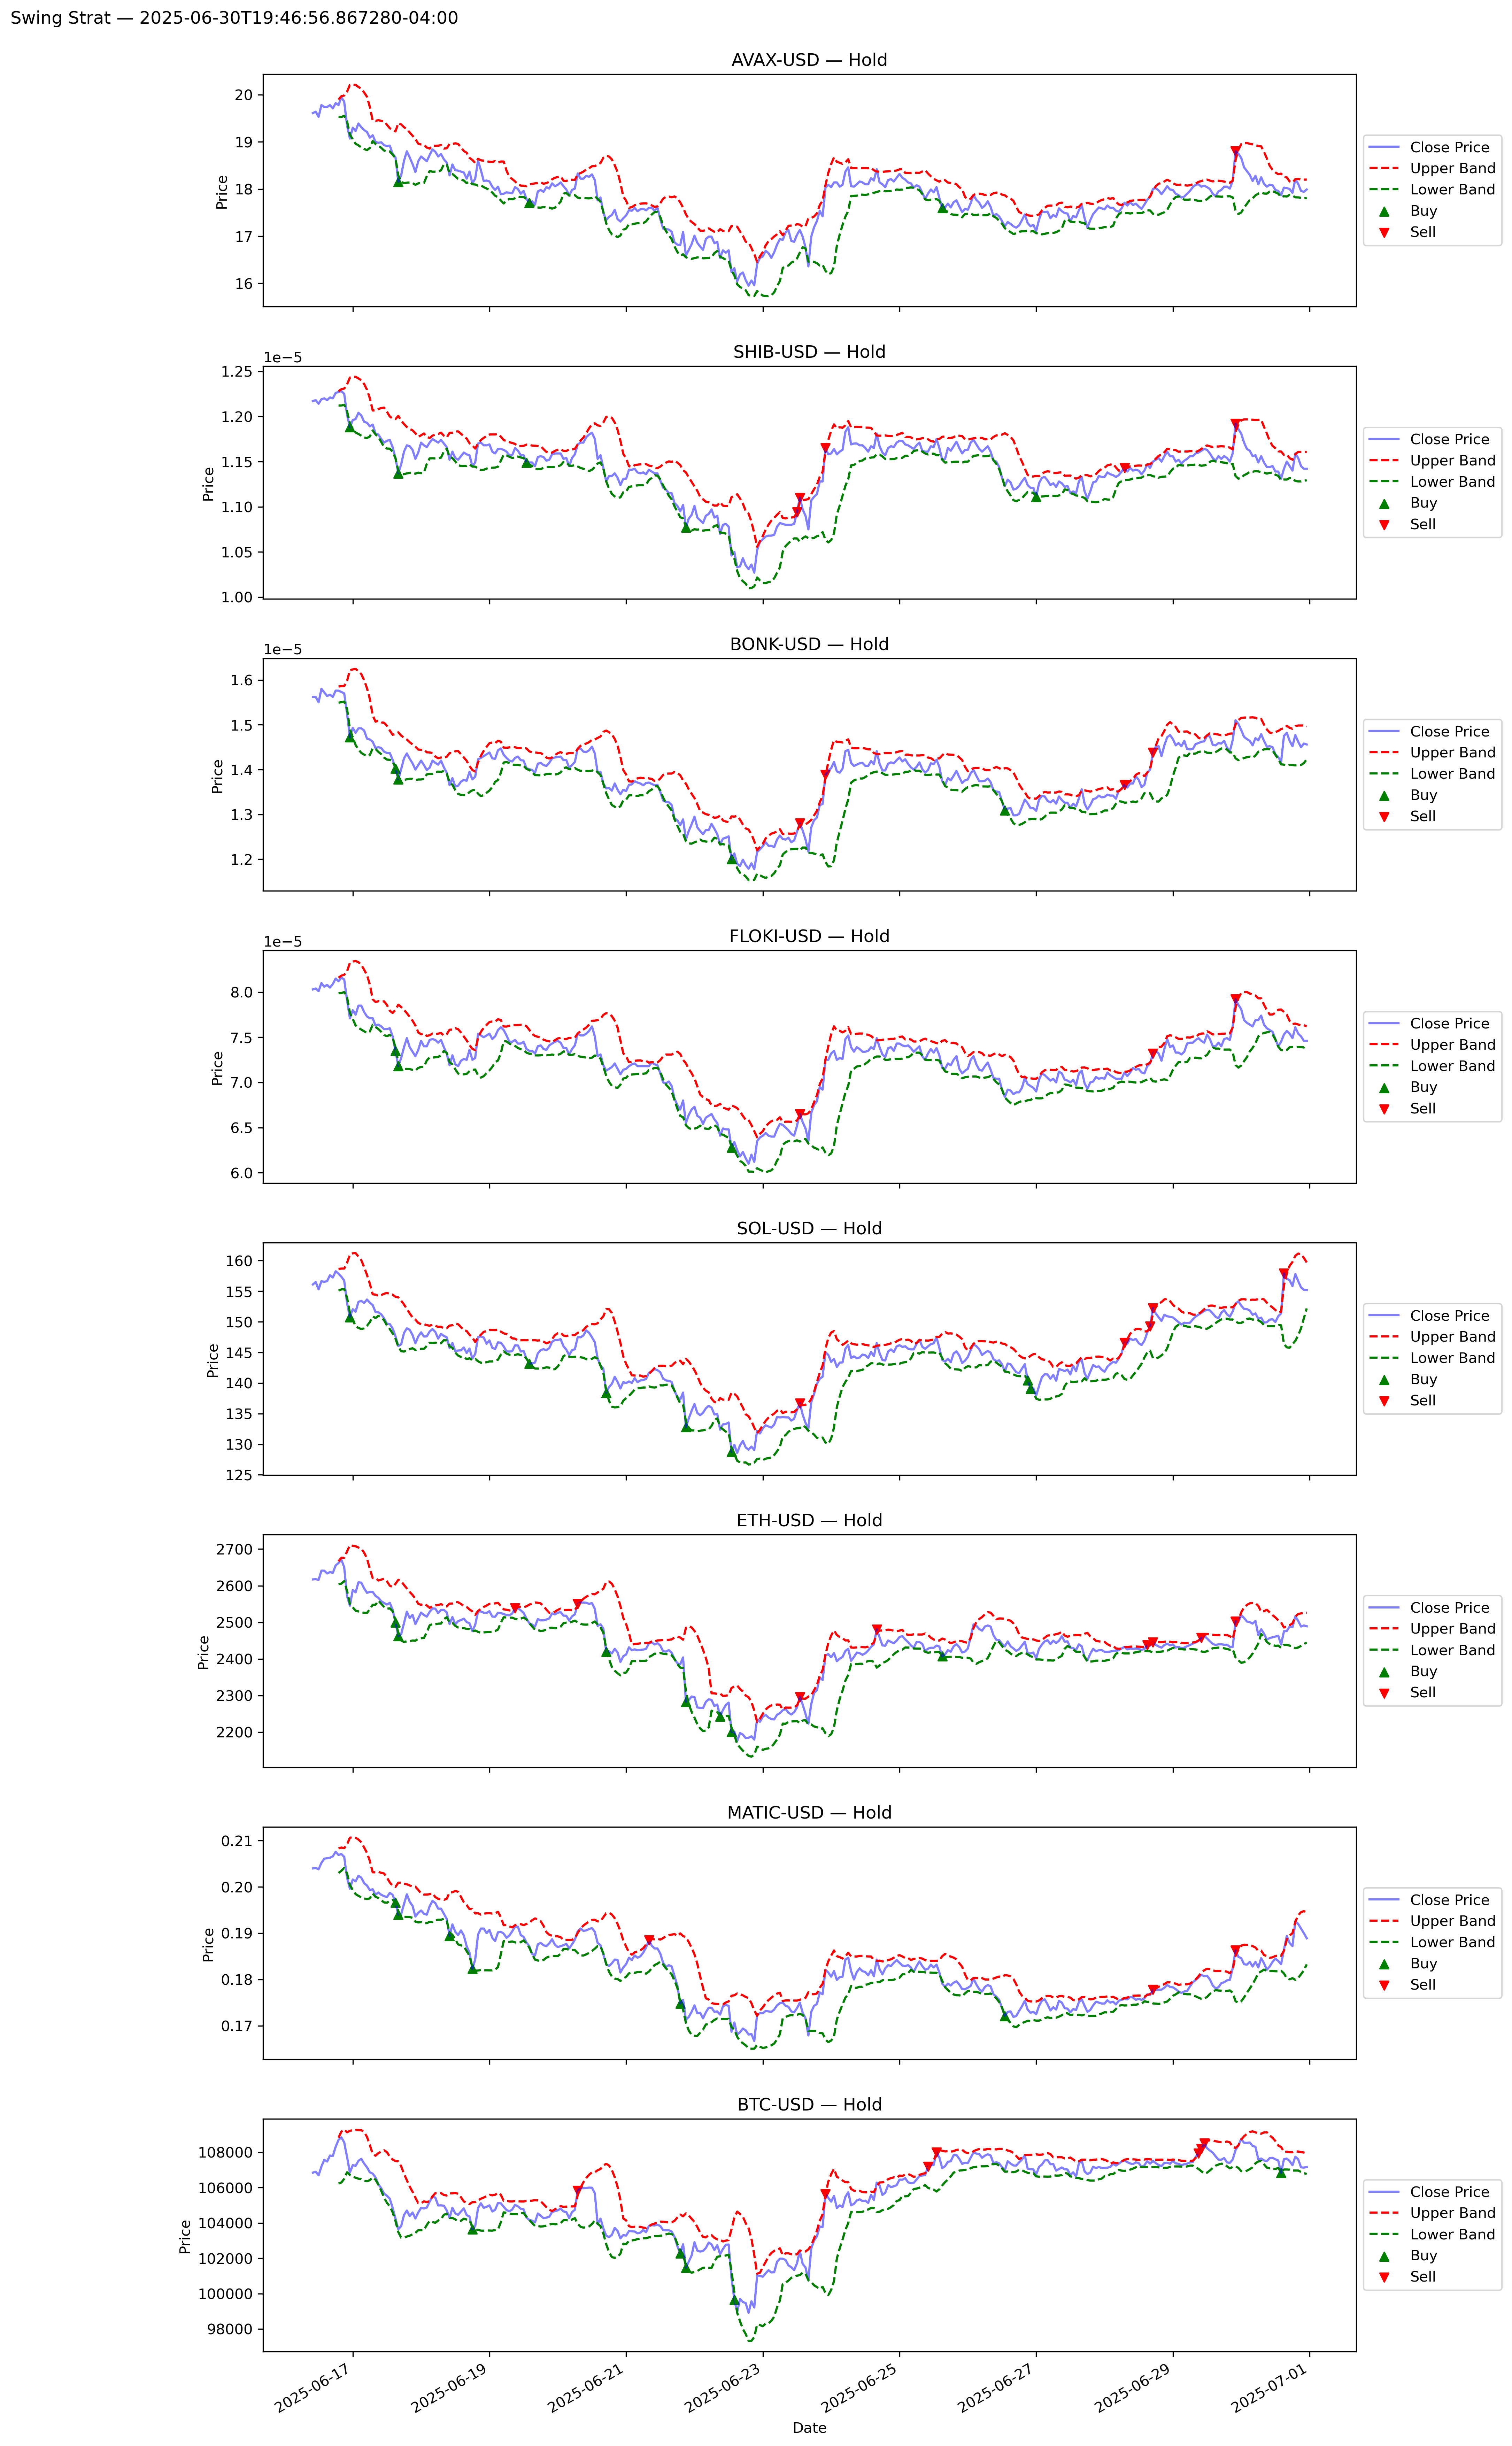 Swing Strat — 2025-06-30T19:46:56.867280-04:00
AVAX-USD — Hold
20
19
18
17
16
Price
Close Price
Upper Band
Lower Band
Buy
Sell
SHIB-USD — Hold
1e−5
1.25
1.20
1.15
1.10
1.05
1.00
Price
Close Price
Upper Band
Lower Band
Buy
Sell
BONK-USD — Hold
1e−5
1.6
1.5
1.4
1.3
1.2
Price
Close Price
Upper Band
Lower Band
Buy
Sell
FLOKI-USD — Hold
1e−5
8.0
7.5
7.0
6.5
6.0
Price
Close Price
Upper Band
Lower Band
Buy
Sell
SOL-USD — Hold
160
155
150
145
140
135
130
125
Price
Close Price
Upper Band
Lower Band
Buy
Sell
ETH-USD — Hold
2700
2600
2500
2400
2300
2200
Price
Close Price
Upper Band
Lower Band
Buy
Sell
MATIC-USD — Hold
0.21
0.20
0.19
0.18
0.17
Price
Close Price
Upper Band
Lower Band
Buy
Sell
BTC-USD — Hold
108000
106000
104000
102000
100000
98000
Price
Close Price
Upper Band
Lower Band
Buy
Sell
2025-06-17
2025-06-19
2025-06-21
2025-06-23
2025-06-25
2025-06-27
2025-06-29
2025-07-01
Date